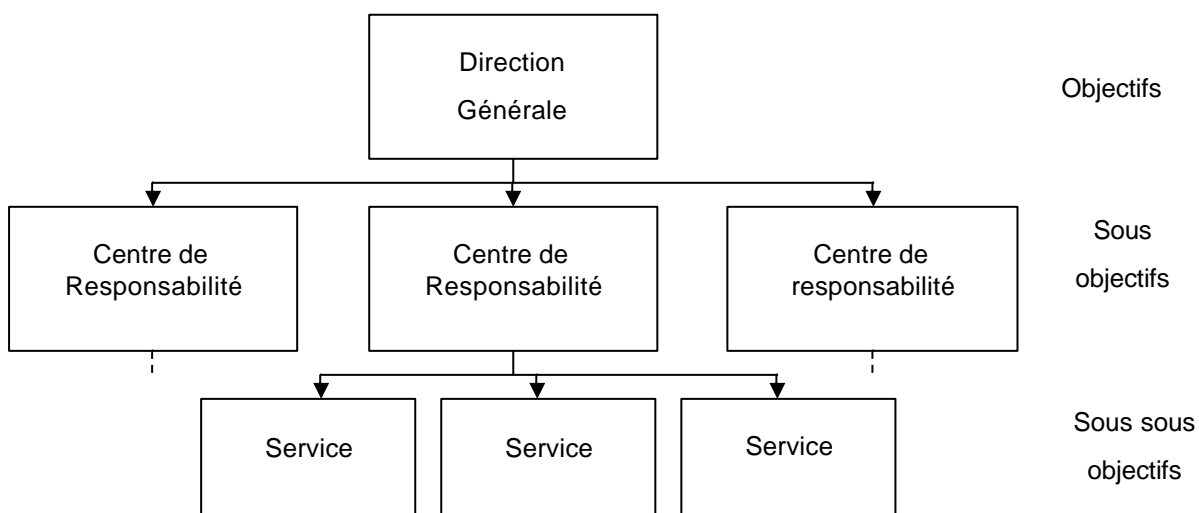 Direction
Générale
Objectifs
Centre de
Responsabilité
Centre de
Responsabilité
Centre de
responsabilité
Sous
objectifs
Service
Service
Service
Sous sous
objectifs